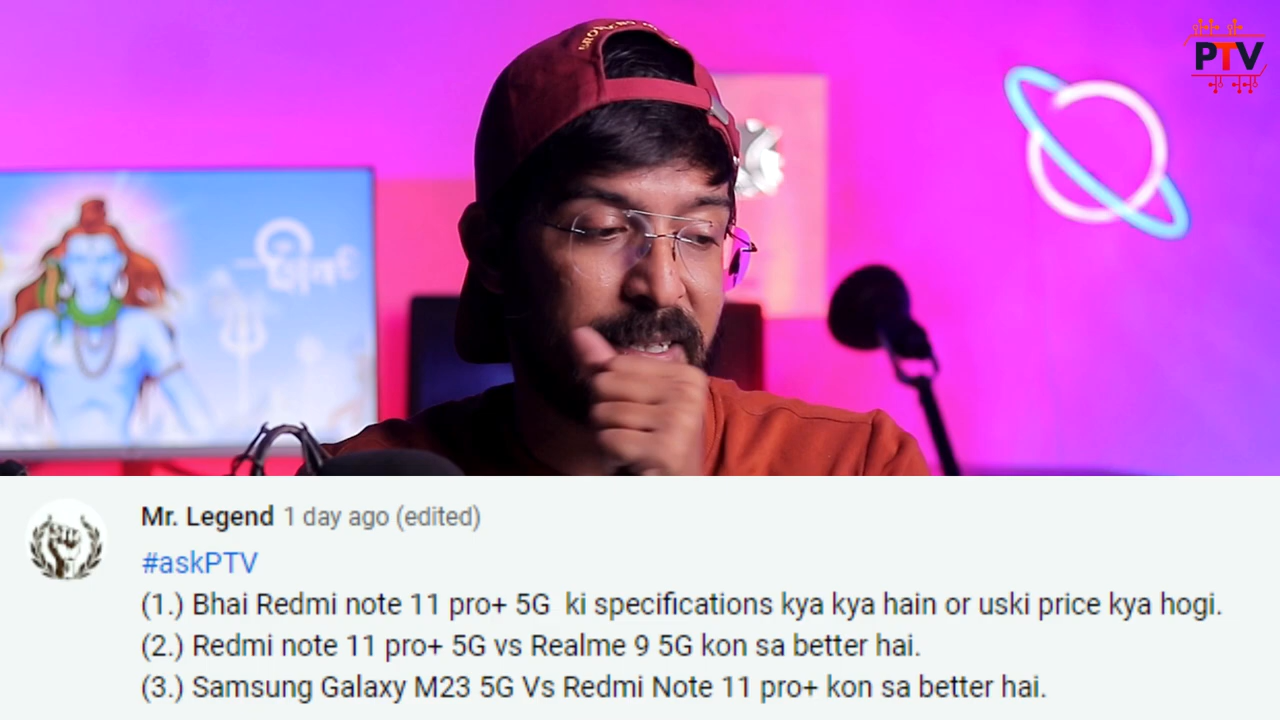 PTV
Mr. Legend 1 day ago (edited)
#askPTV
(1.) Bhai Redmi note 11 pro+ 5G  ki specifications kya kya hain or uski price kya hogi.
(2.) Redmi note 11 pro+ 5G vs Realme 9 5G kon sa better hai.
(3.) Samsung Galaxy M23 5G Vs Redmi Note 11 pro+ kon sa better hai.